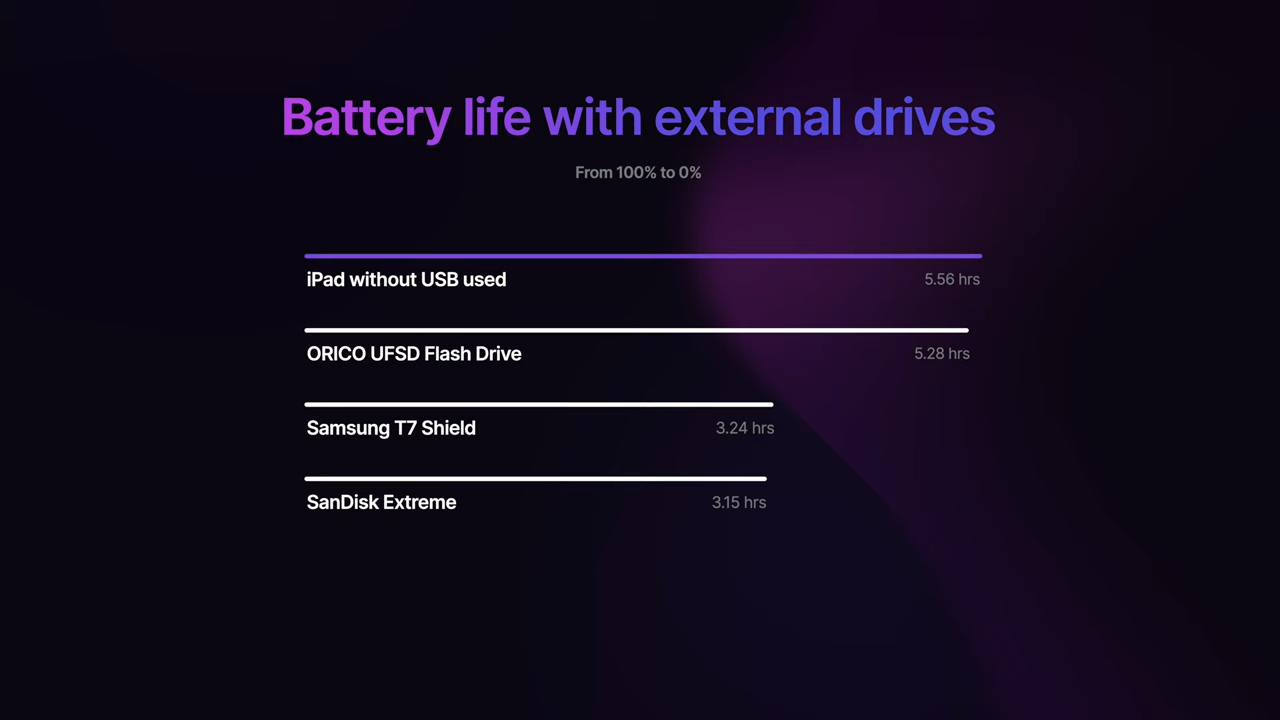 Battery life with external drives
From 100% to 0%
iPad without USB used
5.56 hrs
ORICO UFSD Flash Drive
5.28 hrs
Samsung T7 Shield
3.24 hrs
SanDisk Extreme
3.15 hrs